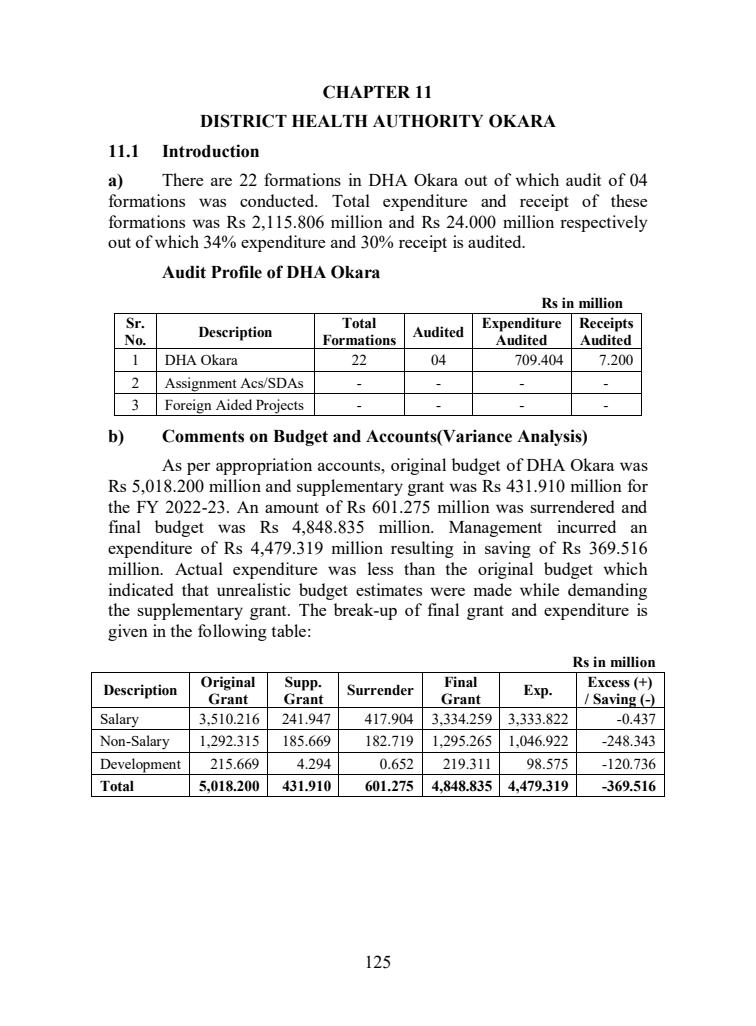 CHAPTER 11
DISTRICT HEALTH AUTHORITY OKARA
11.1 Introduction
a) There are 22 formations in DHA Okara out of which audit of 04
formations was conducted. Total expenditure and receipt of these
formations was Rs 2,115.806 million and Rs 24.000 million respectively
out of which 34% expenditure and 30% receipt is audited.
Audit Profile of DHA Okara
Rs in million
Sr. No. Description Total Formations Audited Expenditure Audited Receipts Audited
1 DHA Okara 22 04 709.404 7.200
2 Assignment Acs/SDAs - - - -
3 Foreign Aided Projects - - - -
b) Comments on Budget and Accounts(Variance Analysis)
As per appropriation accounts, original budget of DHA Okara was
Rs 5,018.200 million and supplementary grant was Rs 431.910 million for
the FY 2022-23. An amount of Rs 601.275 million was surrendered and
final budget was Rs 4,848.835 million. Management incurred an
expenditure of Rs 4,479.319 million resulting in saving of Rs 369.516
million. Actual expenditure was less than the original budget which
indicated that unrealistic budget estimates were made while demanding
the supplementary grant. The break-up of final grant and expenditure is
given in the following table:
Rs in million
Description Original Grant Supp. Grant Surrender Final Grant Exp. Excess (+) / Saving (-)
Salary 3,510.216 241.947 417.904 3,334.259 3,333.822 -0.437
Non-Salary 1,292.315 185.669 182.719 1,295.265 1,046.922 -248.343
Development 215.669 4.294 0.652 219.311 98.575 -120.736
Total 5,018.200 431.910 601.275 4,848.835 4,479.319 -369.516
125